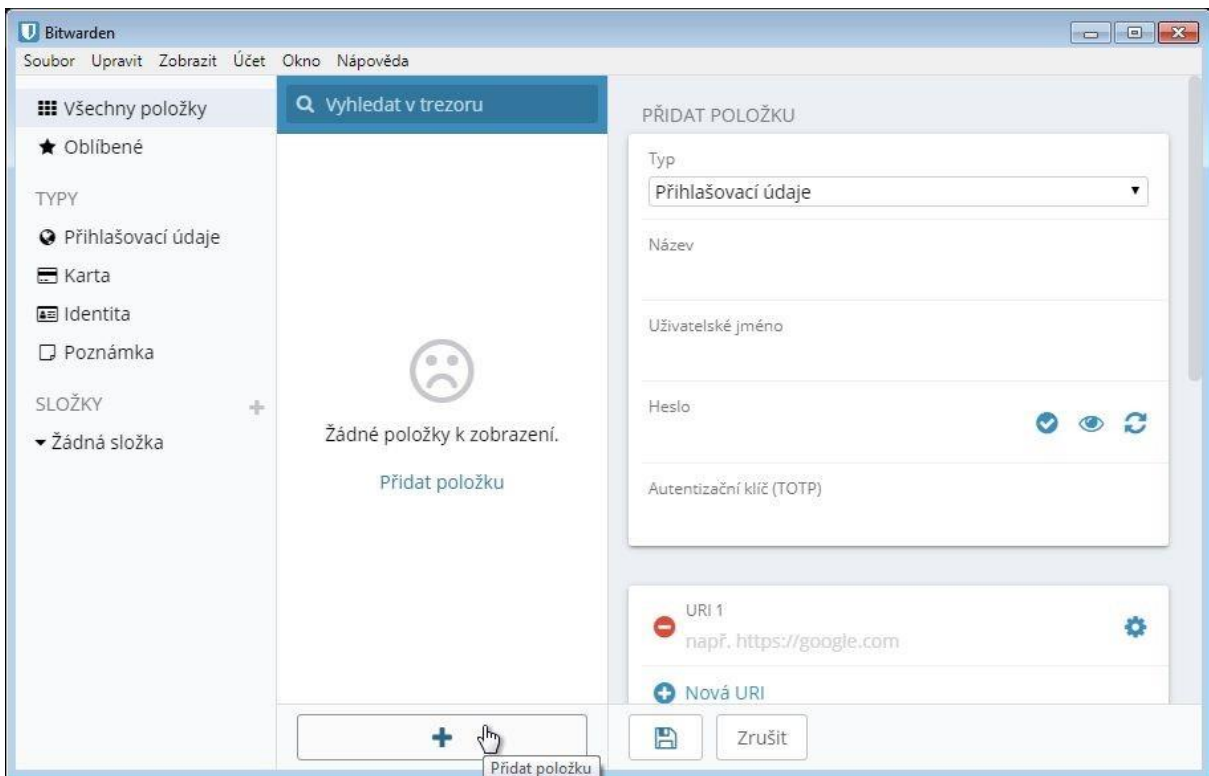 Bitwarden
Soubor Upravit Zobrazit Účet Okno Nápověda
Všechny položky
Oblíbené
TYPY
Přihlašovací údaje
Karta
Identita
Poznámka
SLOŽKY
Žádná složka
Vyhledat v trezoru
Žádné položky k zobrazení.
Přidat položku
Přidat položku
PŘIDAT POLOŽKU
Typ
Přihlašovací údaje
Název
Uživatelské jméno
Heslo
Autentizační klíč (TOTP)
URI 1
např. https://google.com
Nová URI
Zrušit